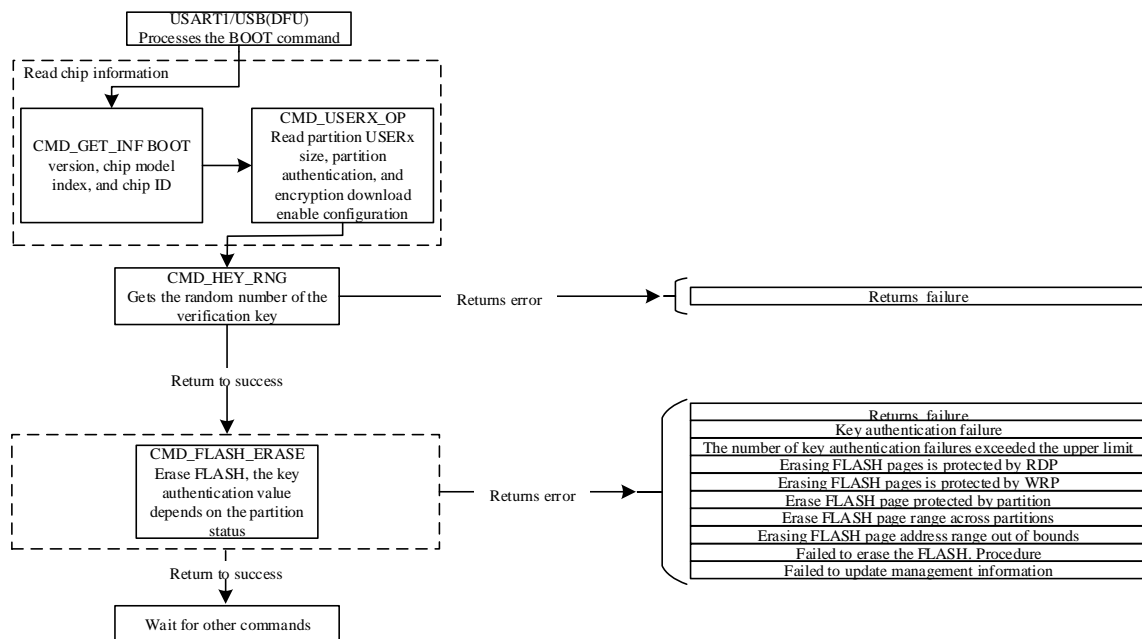 USART1/USB(DFU)
Processes the BOOT command
Read chip information
CMD_GET_INF BOOT
version, chip model
index, and chip ID
CMD_USERX_OP
Read partition USERx
size, partition
authentication, and
encryption download
enable configuration
CMD_HEY_RNG
Gets the random number of the
verification key
Returns error
Returns failure
Return to success
CMD_FLASH_ERASE
Erase FLASH, the key
authentication value
depends on the partition
status
Returns error
Returns failure
Key authentication failure
The number of key authentication failures exceeded the upper limit
Erasing FLASH pages is protected by RDP
Erasing FLASH pages is protected by WRP
Erase FLASH page protected by partition
Erase FLASH page range across partitions
Erasing FLASH page address range out of bounds
Failed to erase the FLASH. Procedure
Failed to update management information
Return to success
Wait for other commands